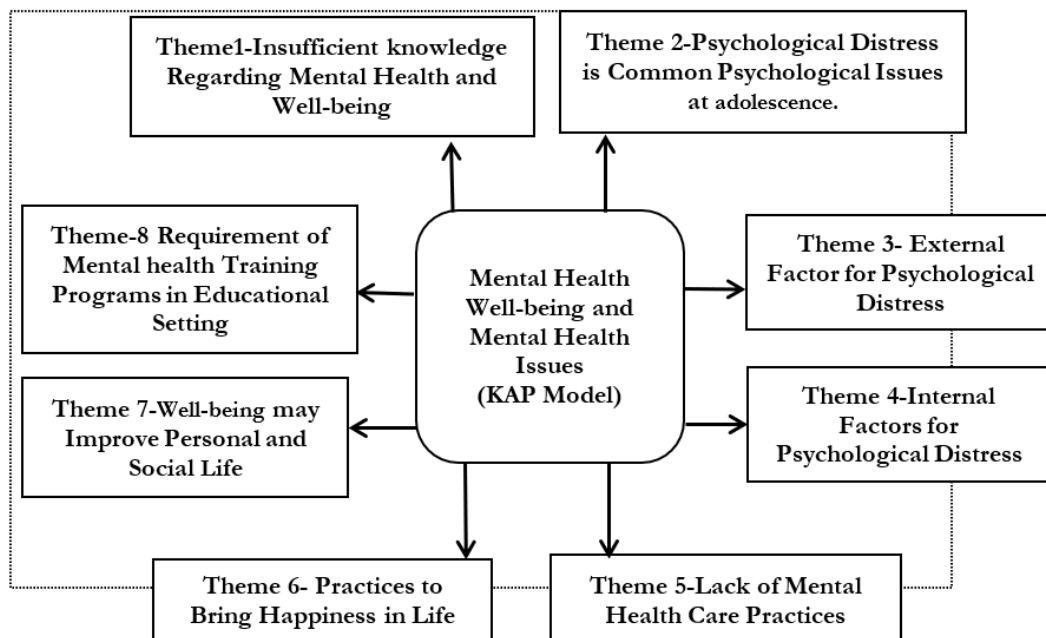 Theme1-Insufficient knowledge
Regarding Mental Health and
Well-being
Theme 2-Psychological Distress
is Common Psychological Issues
at adolescence.
Theme-8 Requirement of
Mental health Training
Programs in Educational
Setting
Mental Health
Well-being and
Mental Health
Issues
(KAP Model)
Theme 3- External
Factor for Psychological
Distress
Theme 7-Well-being may
Improve Personal and
Social Life
Theme 4-Internal
Factors for
Psychological Distress
Theme 6- Practices to
Bring Happiness in Life
Theme 5-Lack of Mental
Health Care Practices